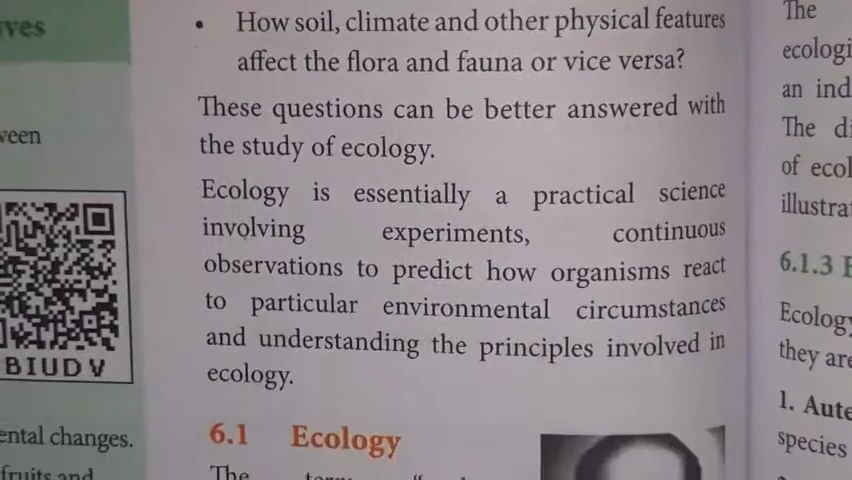 ves
veen
BIUDV
ental changes.
fruits and
• How soil, climate and other physical features
affect the flora and fauna or vice versa?
These questions can be better answered with
the study of ecology.
Ecology is essentially a practical science
involving experiments, continuous
observations to predict how organisms react
to particular environmental circumstances
and understanding the principles involved in
ecology.
6.1 Ecology
The term
The
ecologi
an ind
The di
of ecol
illustra
6.1.3 E
Ecology
they are
1. Aute
species